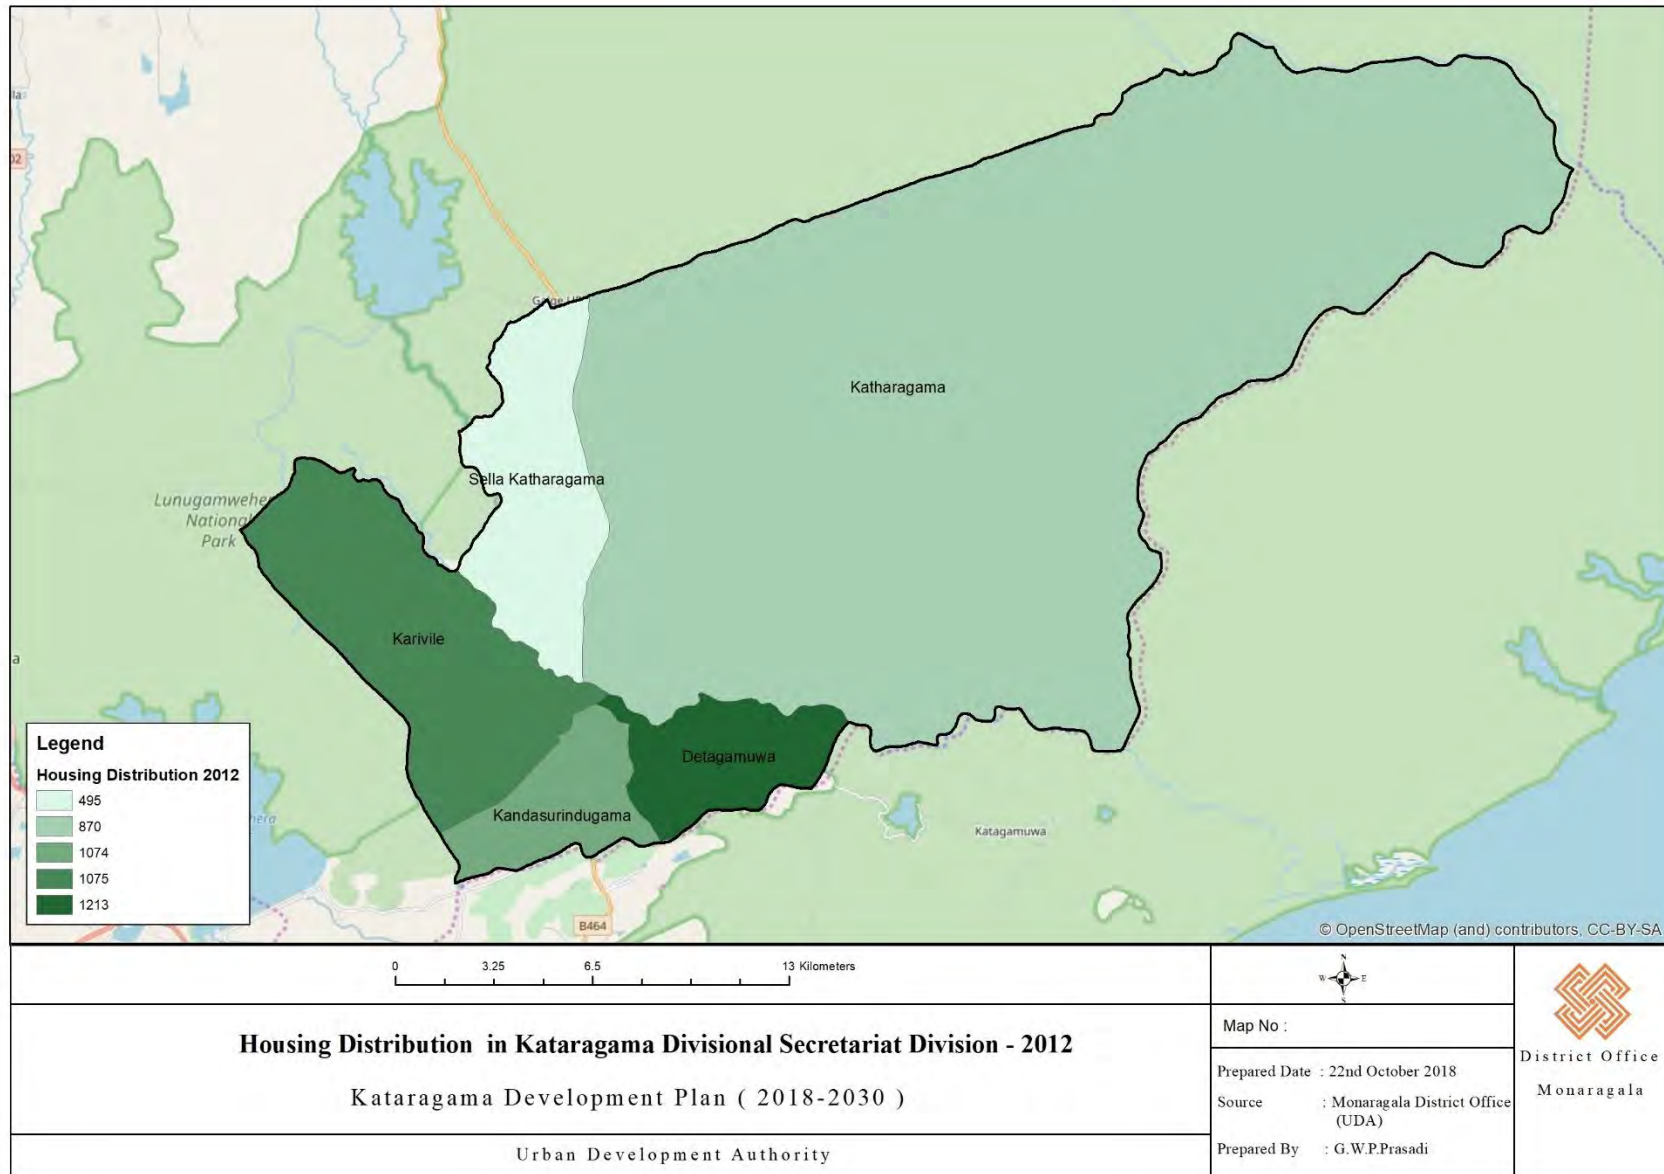 02
Katharagama
Sella Katharagama
Lunugamwehe
National
Park
Karivile
a
Detagamuwa
Kandasurindugama
Katagamuwa
B464
Legend
Housing Distribution 2012
495
870
1074
1075
1213
© OpenStreetMap (and) contributors, CC-BY-SA
0 3.25 6.5 13 Kilometers
N
W E
S
Housing Distribution in Kataragama Divisional Secretariat Division - 2012
Kataragama Development Plan ( 2018-2030 )
Urban Development Authority
Map No :
Prepared Date : 22nd October 2018
Source : Monaragala District Office
(UDA)
Prepared By : G.W.P.Prasadi
District Office
Monaragala